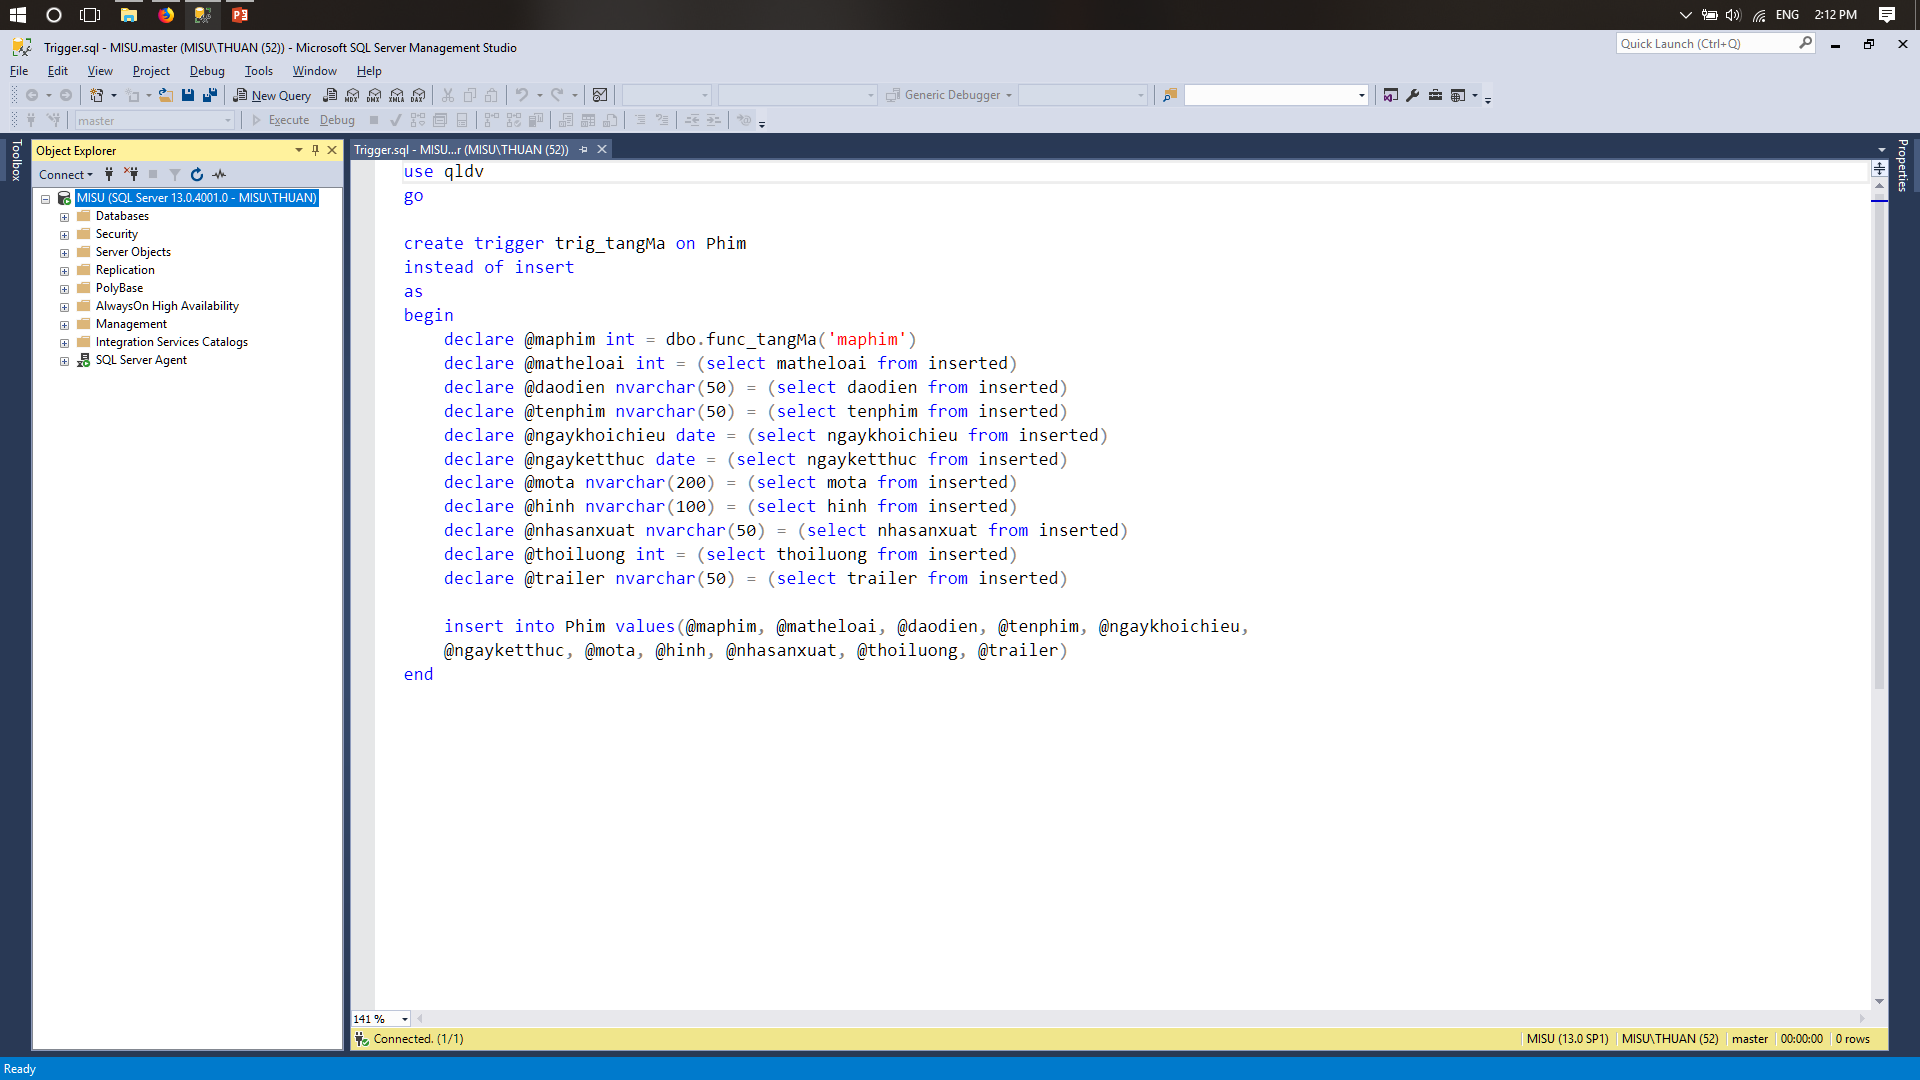 ENG
2:12 PM
Trigger.sql - MISU.master (MISU\THUAN (52)) - Microsoft SQL Server Management Studio
Quick Launch (Ctrl+Q)
File Edit View Project Debug Tools Window Help
New Query
MDX DMX XMLA DAX
Generic Debugger
master
Execute Debug
Toolbox
Object Explorer
Connect
MISU (SQL Server 13.0.4001.0 - MISU\THUAN)
Databases
Security
Server Objects
Replication
PolyBase
AlwaysOn High Availability
Management
Integration Services Catalogs
SQL Server Agent
Trigger.sql - MISU...r (MISU\THUAN (52))
Properties
use qldv
go
create trigger trig_tangMa on Phim
instead of insert
as
begin
declare @maphim int = dbo.func_tangMa('maphim')
declare @matheloai int = (select matheloai from inserted)
declare @daodien nvarchar(50) = (select daodien from inserted)
declare @tenphim nvarchar(50) = (select tenphim from inserted)
declare @ngaykhoichieu date = (select ngaykhoichieu from inserted)
declare @ngayketthuc date = (select ngayketthuc from inserted)
declare @mota nvarchar(200) = (select mota from inserted)
declare @hinh nvarchar(100) = (select hinh from inserted)
declare @nhasanxuat nvarchar(50) = (select nhasanxuat from inserted)
declare @thoiluong int = (select thoiluong from inserted)
declare @trailer nvarchar(50) = (select trailer from inserted)
insert into Phim values(@maphim, @matheloai, @daodien, @tenphim, @ngaykhoichieu,
@ngayketthuc, @mota, @hinh, @nhasanxuat, @thoiluong, @trailer)
end
141 %
Connected. (1/1)
MISU (13.0 SP1)
MISU\THUAN (52)
master
00:00:00
0 rows
Ready